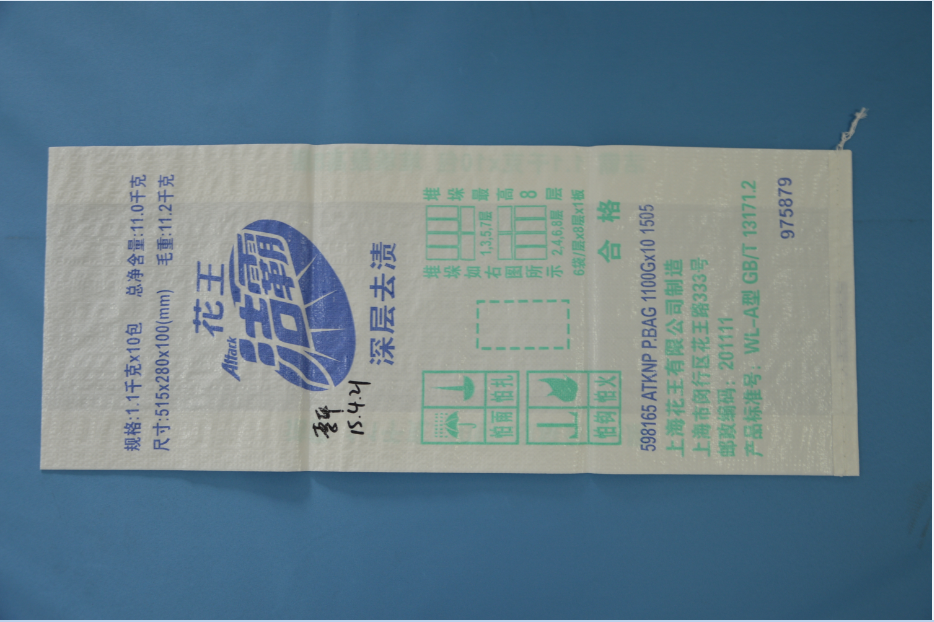 规格:1.1千克x10包 总净含量:11.0千克
尺寸:515x280x100(mm) 毛重:11.2千克
花王
Attack
洁霸
深层去渍
15.4.21
堆垛最高8层
1,3,5,7层
2,4,6,8层
堆垛如右图所示
6袋/层x8层x1板
怕雨 怕扎
怕钩 怕火
合格
598165 ATKNP P.BAG 1100Gx10 1505
上海花王有限公司制造
上海市闵行区花王路333号
邮政编码: 201111
产品标准号: WL-A型 GB/T 13171.2
975879